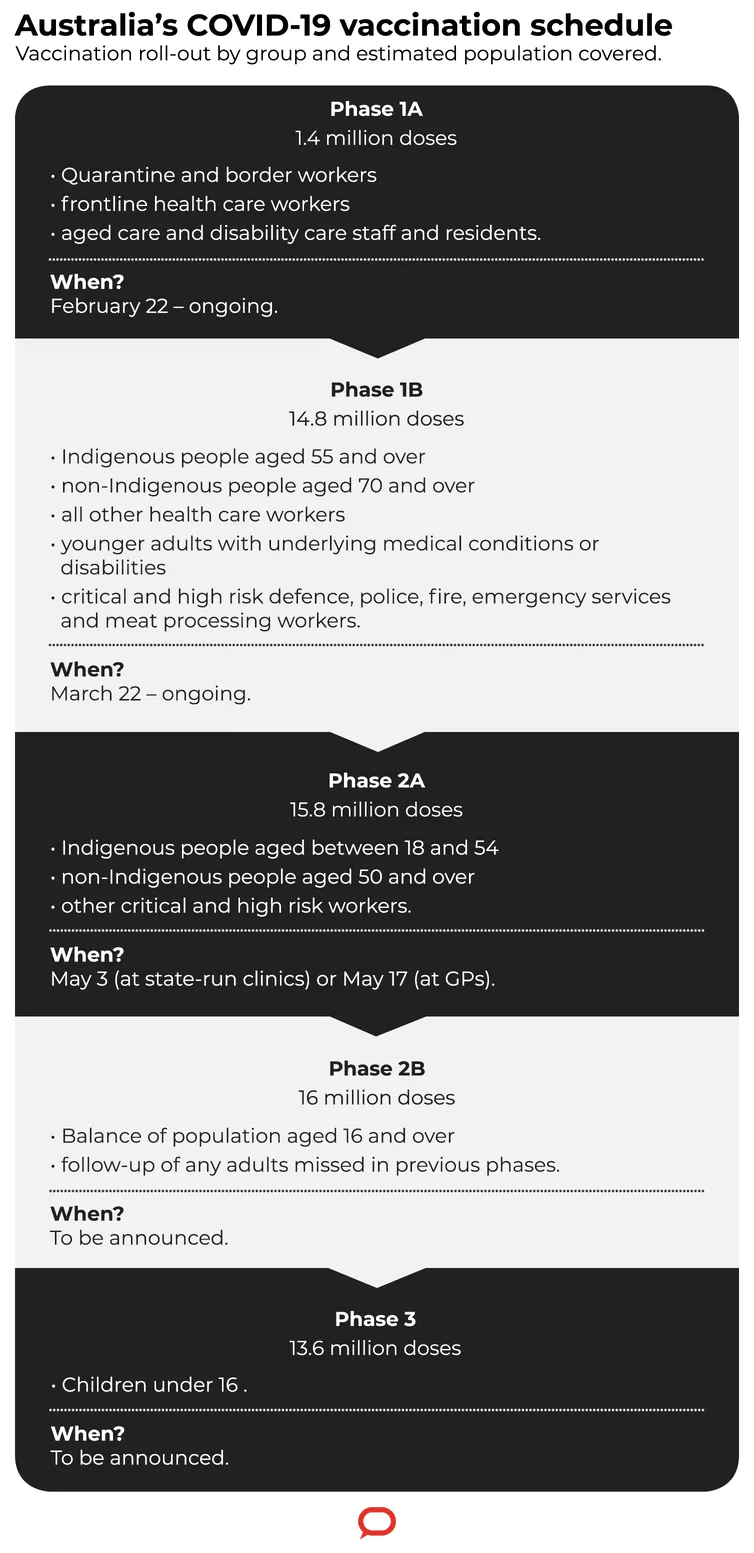 Australia’s COVID-19 vaccination schedule
Vaccination roll-out by group and estimated population covered.
Phase 1A
1.4 million doses
· Quarantine and border workers
· frontline health care workers
· aged care and disability care staff and residents.
When?
February 22 – ongoing.
Phase 1B
14.8 million doses
· Indigenous people aged 55 and over
· non-Indigenous people aged 70 and over
· all other health care workers
· younger adults with underlying medical conditions or
disabilities
· critical and high risk defence, police, fire, emergency services
and meat processing workers.
When?
March 22 – ongoing.
Phase 2A
15.8 million doses
· Indigenous people aged between 18 and 54
· non-Indigenous people aged 50 and over
· other critical and high risk workers.
When?
May 3 (at state-run clinics) or May 17 (at GPs).
Phase 2B
16 million doses
· Balance of population aged 16 and over
· follow-up of any adults missed in previous phases.
When?
To be announced.
Phase 3
13.6 million doses
· Children under 16 .
When?
To be announced.